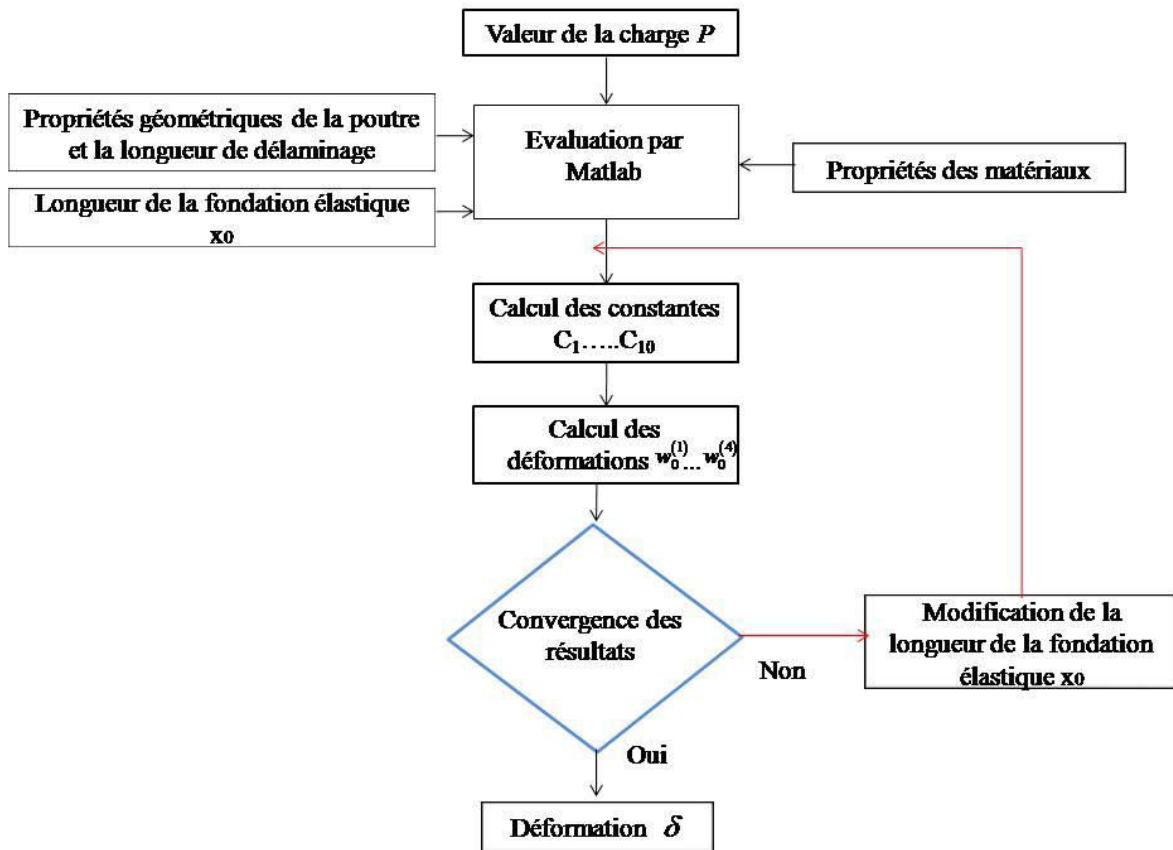 Valeur de la charge P
Propriétés géométriques de la poutre
et la longueur de délaminage
Evaluation par
Matlab
Propriétés des matériaux
Longueur de la fondation élastique
x₀
Calcul des constantes
C₁.....C₁₀
Calcul des
déformations w₀⁽¹⁾... w₀⁽⁴⁾
Convergence des
résultats
Non
Modification de la
longueur de la fondation
élastique x₀
Oui
Déformation δ